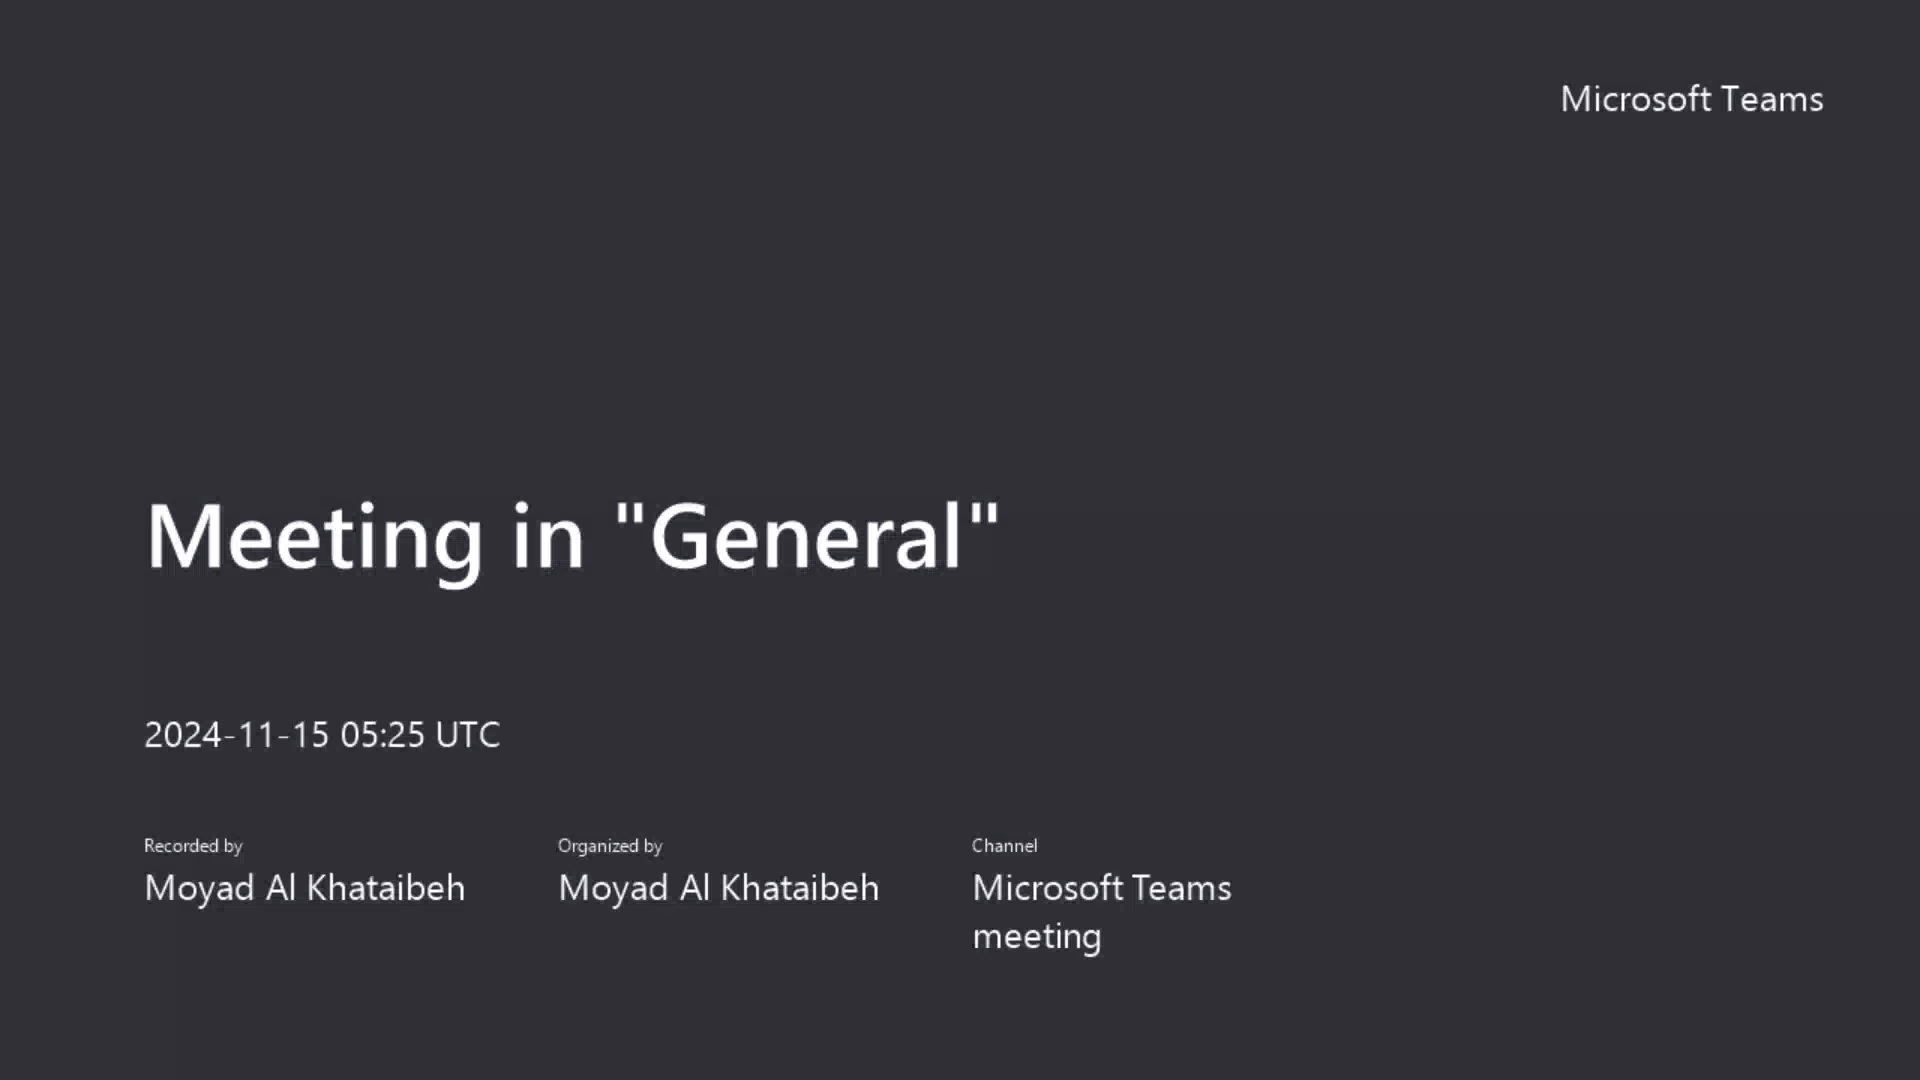 Microsoft Teams
Meeting in "General"
2024-11-15 05:25 UTC
Recorded by
Moyad Al Khataibeh
Organized by
Moyad Al Khataibeh
Channel
Microsoft Teams
meeting